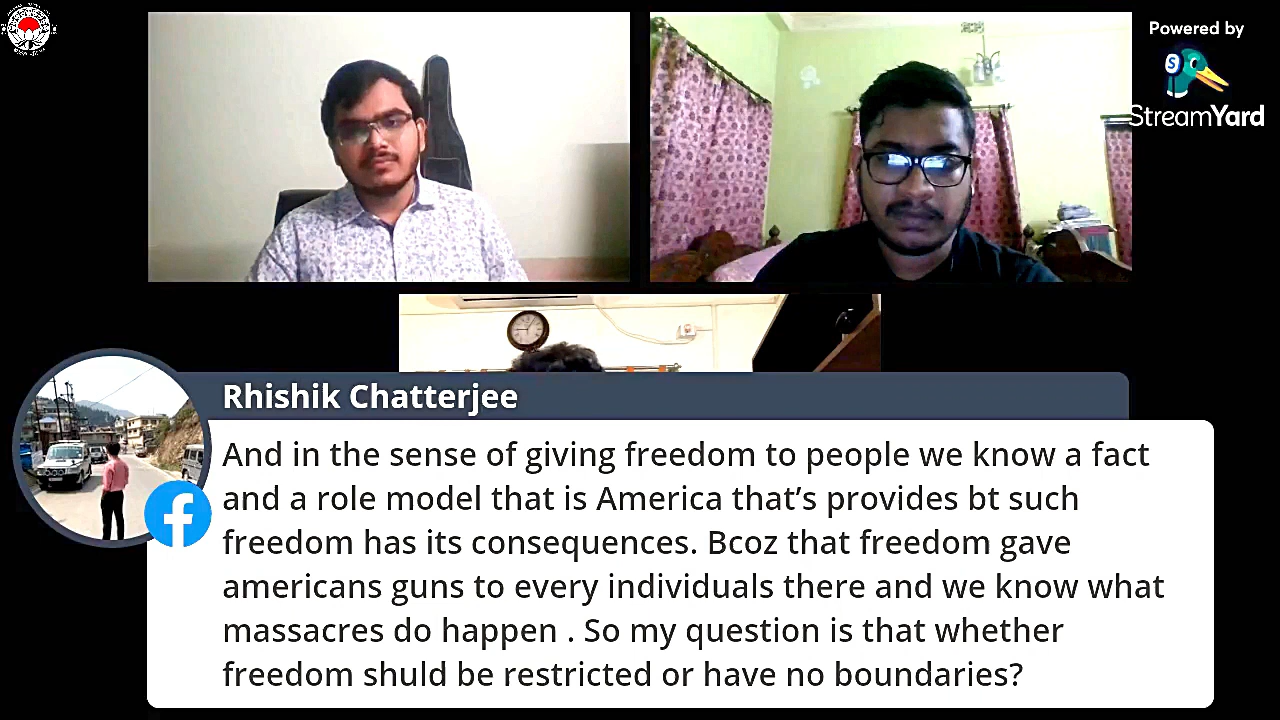 Powered by
StreamYard
Rhishik Chatterjee
And in the sense of giving freedom to people we know a fact
and a role model that is America that’s provides bt such
freedom has its consequences. Bcoz that freedom gave
americans guns to every individuals there and we know what
massacres do happen . So my question is that whether
freedom shuld be restricted or have no boundaries?